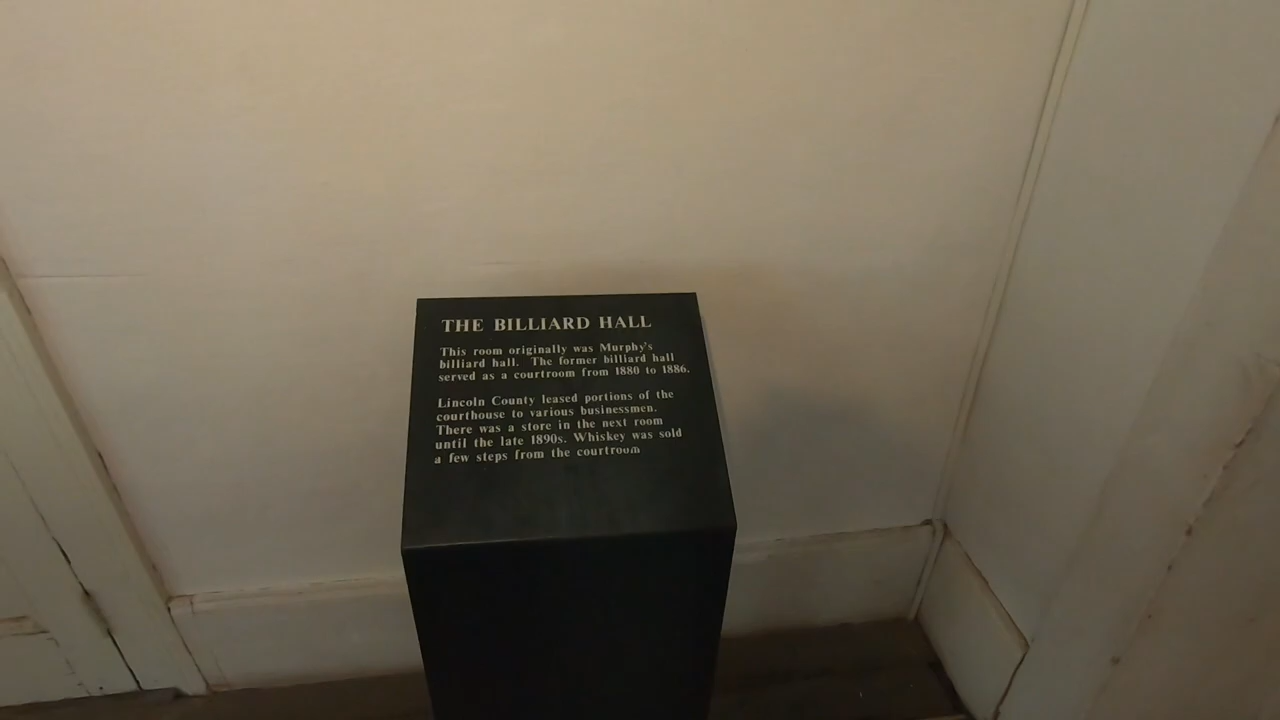 THE BILLIARD HALL
This room originally was Murphy's
billiard hall. The former billiard hall
served as a courtroom from 1880 to 1886.
Lincoln County leased portions of the
courthouse to various businessmen.
There was a store in the next room
until the late 1890s. Whiskey was sold
a few steps from the courtroom